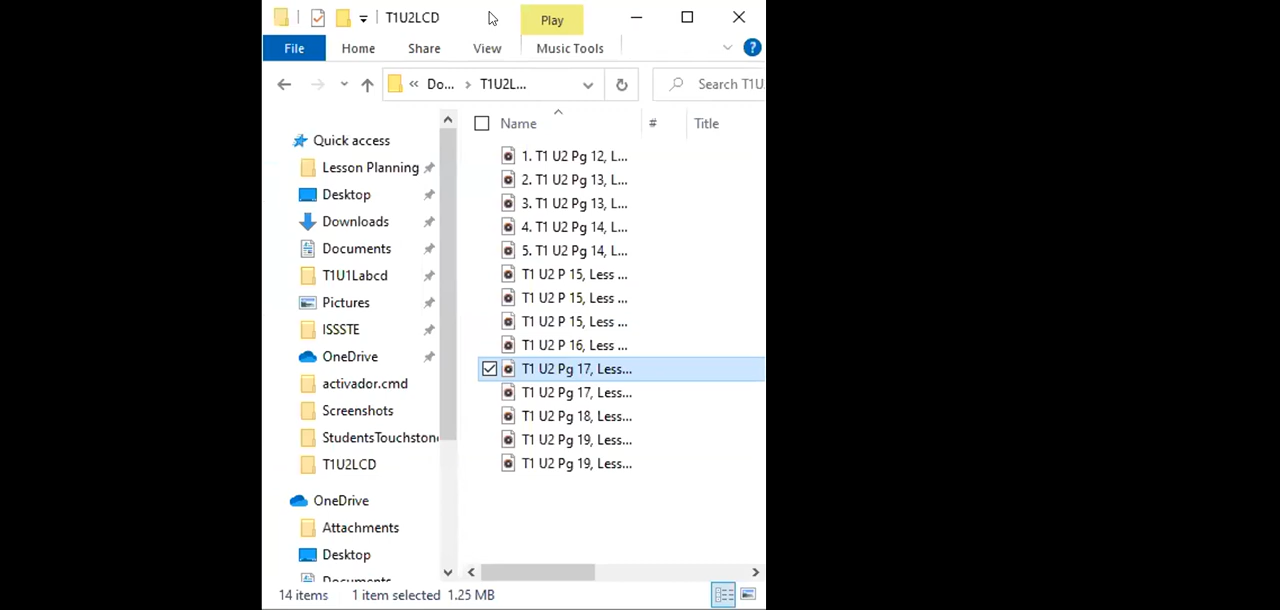 T1U2LCD
Play
File
Home
Share
View
Music Tools
?
« Do... > T1U2L...
Search T1U
Name
#
Title
Quick access
Lesson Planning
Desktop
Downloads
Documents
T1U1Labcd
Pictures
ISSSTE
OneDrive
activador.cmd
Screenshots
StudentsTouchstone
T1U2LCD
OneDrive
Attachments
Desktop
Documents
1. T1 U2 Pg 12, L...
2. T1 U2 Pg 13, L...
3. T1 U2 Pg 13, L...
4. T1 U2 Pg 14, L...
5. T1 U2 Pg 14, L...
T1 U2 P 15, Less ...
T1 U2 P 15, Less ...
T1 U2 P 15, Less ...
T1 U2 P 16, Less ...
T1 U2 Pg 17, Less...
T1 U2 Pg 17, Less...
T1 U2 Pg 18, Less...
T1 U2 Pg 19, Less...
T1 U2 Pg 19, Less...
14 items
1 item selected 1.25 MB